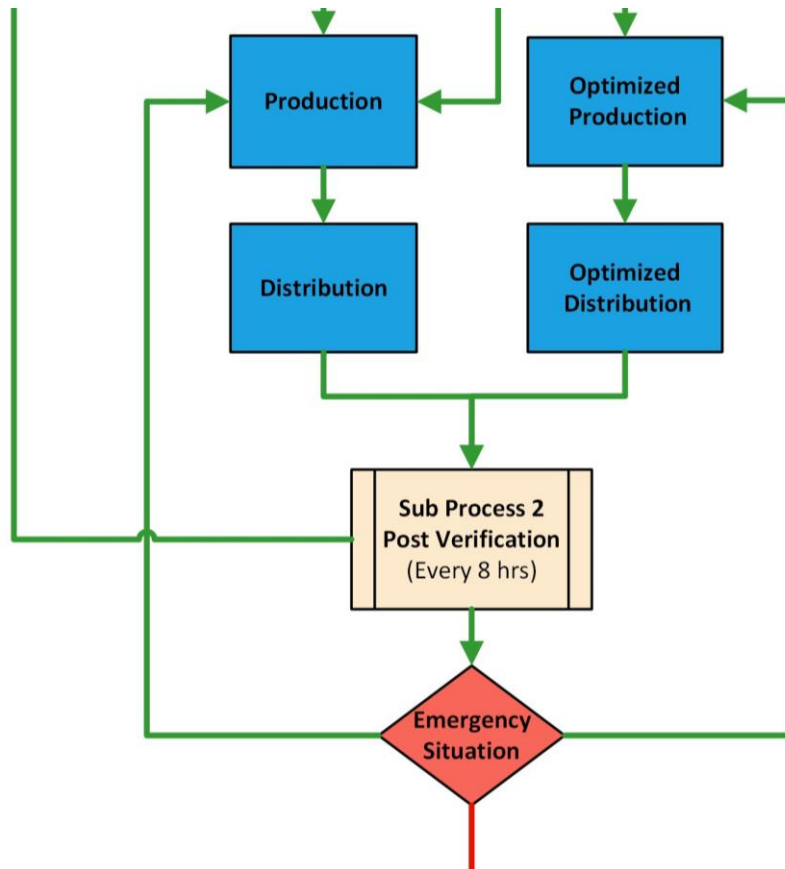 Production
Optimized
Production
Distribution
Optimized
Distribution
Sub Process 2
Post Verification
(Every 8 hrs)
Emergency
Situation